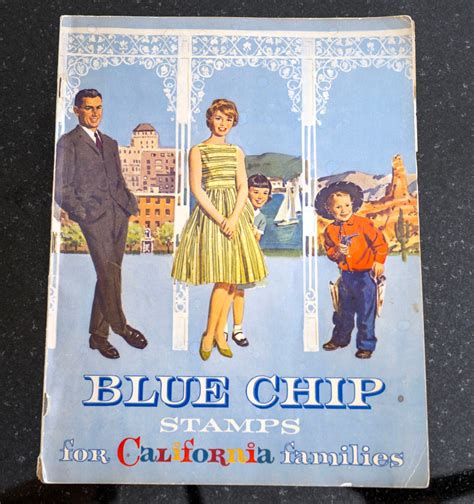 BLUE CHIP
STAMPS
for California families